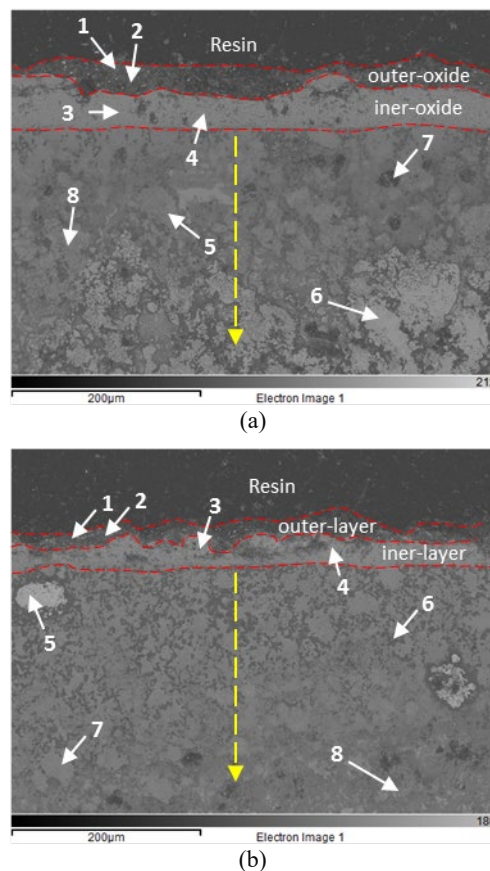 1
2
Resin
outer-oxide
iner-oxide
3
4
7
8
5
6
200µm
Electron Image 1
(a)
Resin
1
2
3
outer-layer
iner-layer
4
5
6
7
8
200µm
Electron Image 1
(b)